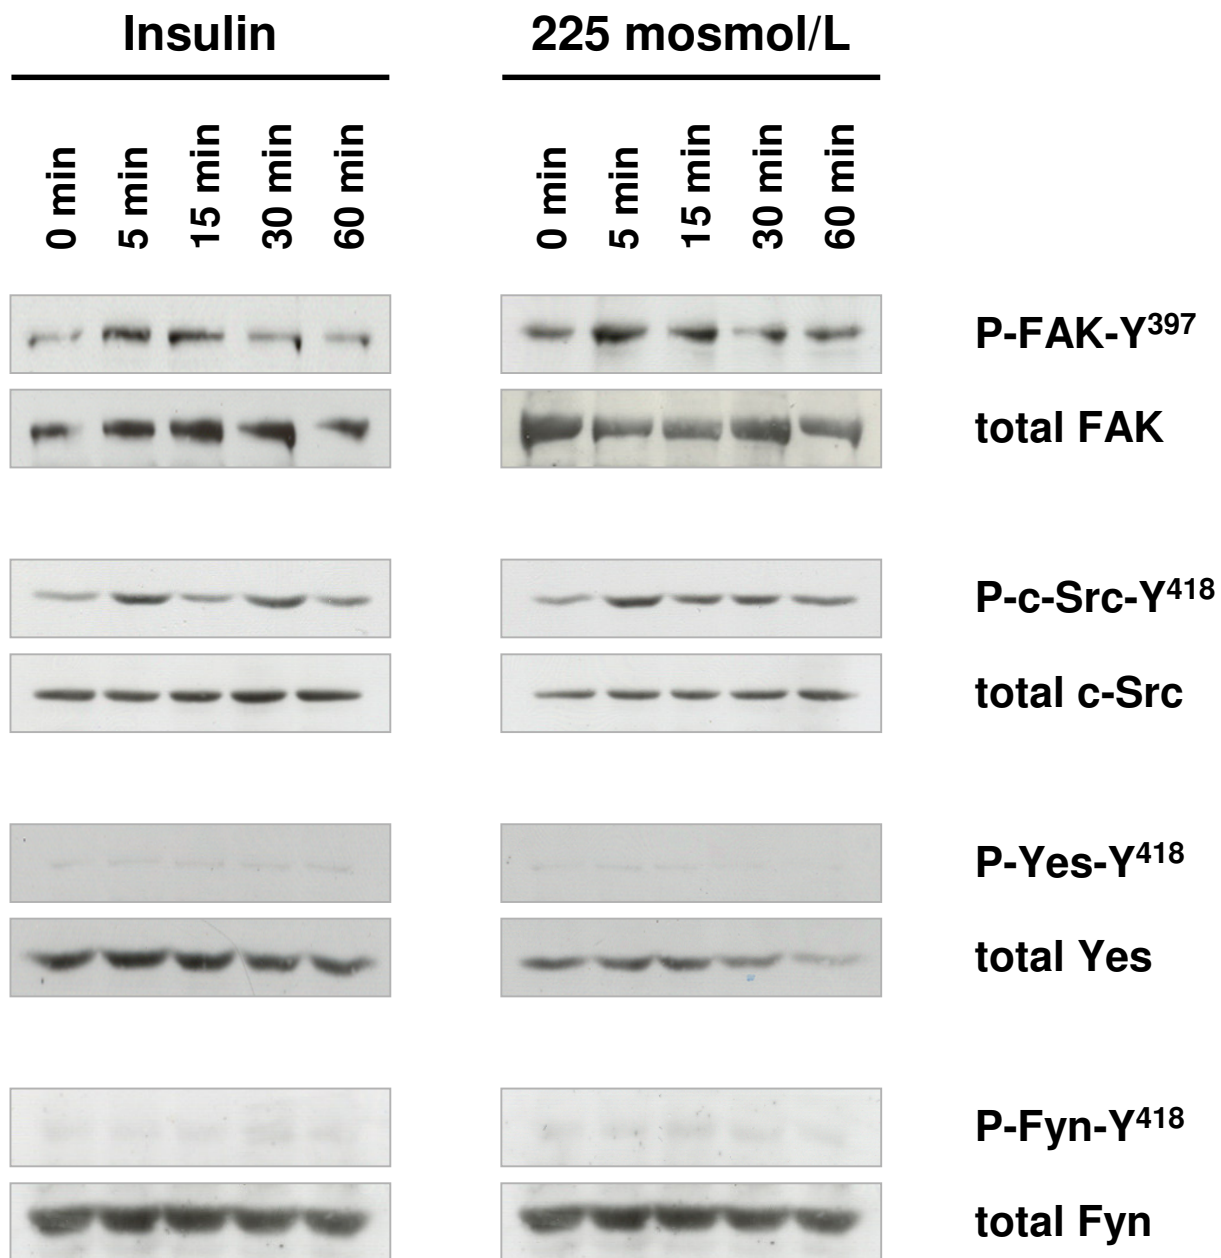 Insulin
225 mosmol/L
0 min
5 min
15 min
30 min
60 min
0 min
5 min
15 min
30 min
60 min
P-FAK-Y397
total FAK
P-c-Src-Y418
total c-Src
P-Yes-Y418
total Yes
P-Fyn-Y418
total Fyn